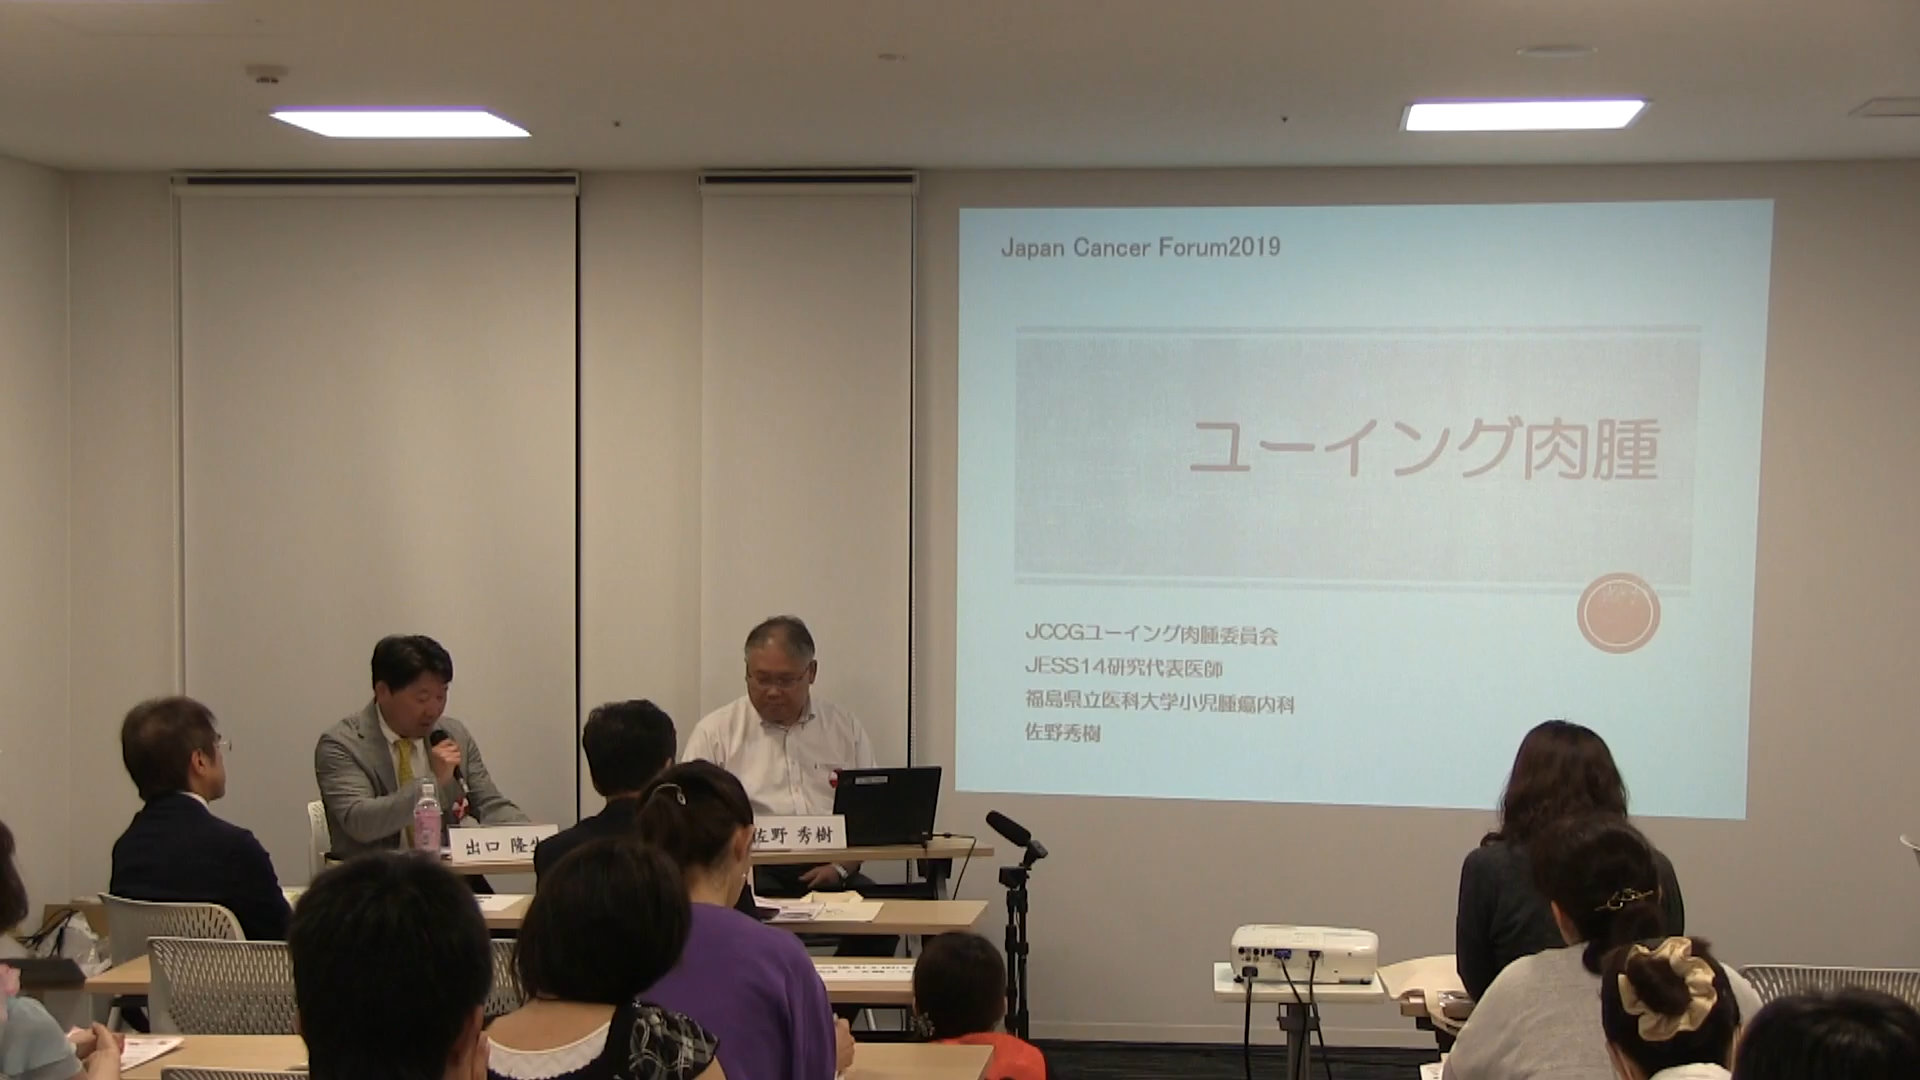 Japan Cancer Forum2019
ユーイング肉腫
JCCGユーイング肉腫委員会
JESS14研究代表医師
福島県立医科大学小児腫瘍内科
佐野秀樹
出口 隆生
佐野 秀樹